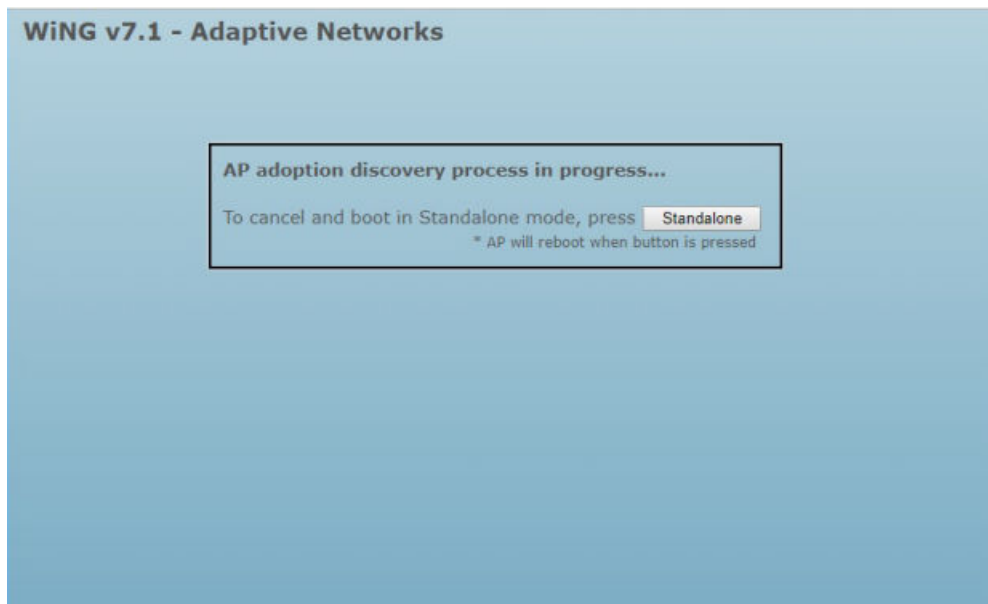 WiNG v7.1 - Adaptive Networks
AP adoption discovery process in progress...
To cancel and boot in Standalone mode, press Standalone
* AP will reboot when button is pressed